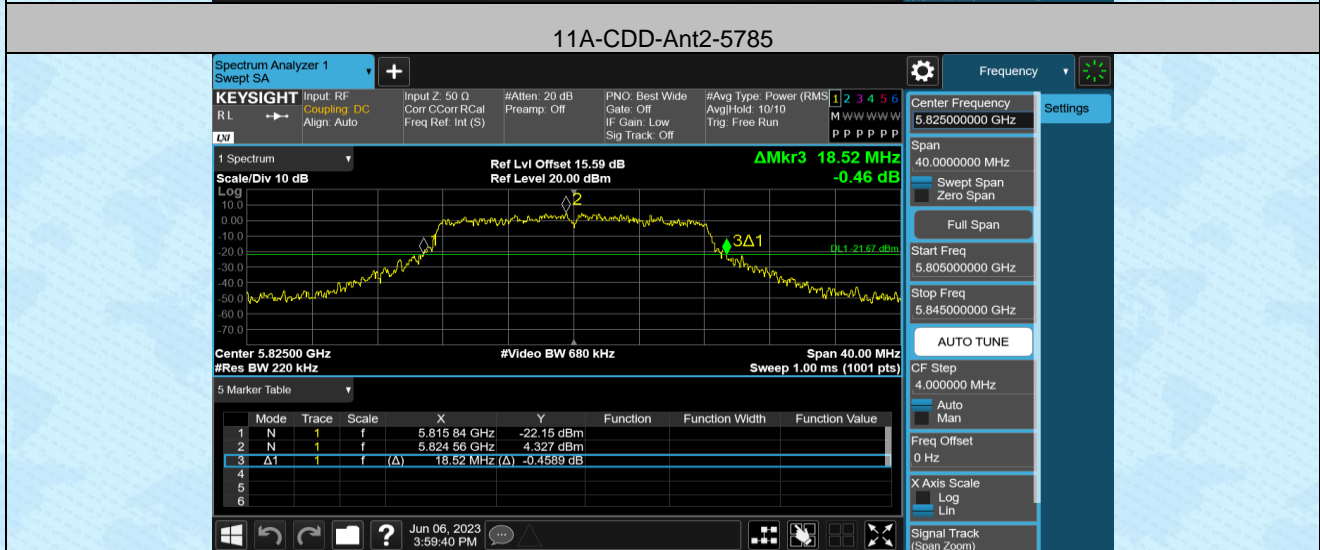 11A-CDD-Ant2-5785
Spectrum Analyzer 1
Swept SA
Frequency
KEYSIGHT
R L
LXI
Input: RF
Coupling: DC
Align: Auto
Input Z: 50 Ω
Corr CCorr RCal
Freq Ref: Int (S)
#Atten: 20 dB
Preamp: Off
PNO: Best Wide
Gate: Off
IF Gain: Low
Sig Track: Off
#Avg Type: Power (RMS
Avg|Hold: 10/10
Trig: Free Run
1 2 3 4 5 6
M W W W W W
P P P P P P
1 Spectrum
Scale/Div 10 dB
Ref Lvl Offset 15.59 dB
Ref Level 20.00 dBm
ΔMkr3 18.52 MHz
-0.46 dB
Log
10.0
0.00
-10.0
-20.0
-30.0
-40.0
-50.0
-60.0
-70.0
1
2
3Δ1
DL1 -21.67 dBm
Center 5.82500 GHz
#Video BW 680 kHz
Span 40.00 MHz
#Res BW 220 kHz
Sweep 1.00 ms (1001 pts)
5 Marker Table
Mode Trace Scale X Y Function Function Width Function Value
1 N 1 f 5.815 84 GHz -22.15 dBm
2 N 1 f 5.824 56 GHz 4.327 dBm
3 Δ1 1 f (Δ) 18.52 MHz (Δ) -0.4589 dB
4
5
6
?
Jun 06, 2023
3:59:40 PM
Center Frequency
5.825000000 GHz
Settings
Span
40.0000000 MHz
Swept Span
Zero Span
Full Span
Start Freq
5.805000000 GHz
Stop Freq
5.845000000 GHz
AUTO TUNE
CF Step
4.000000 MHz
Auto
Man
Freq Offset
0 Hz
X Axis Scale
Log
Lin
Signal Track
(Span Zoom)